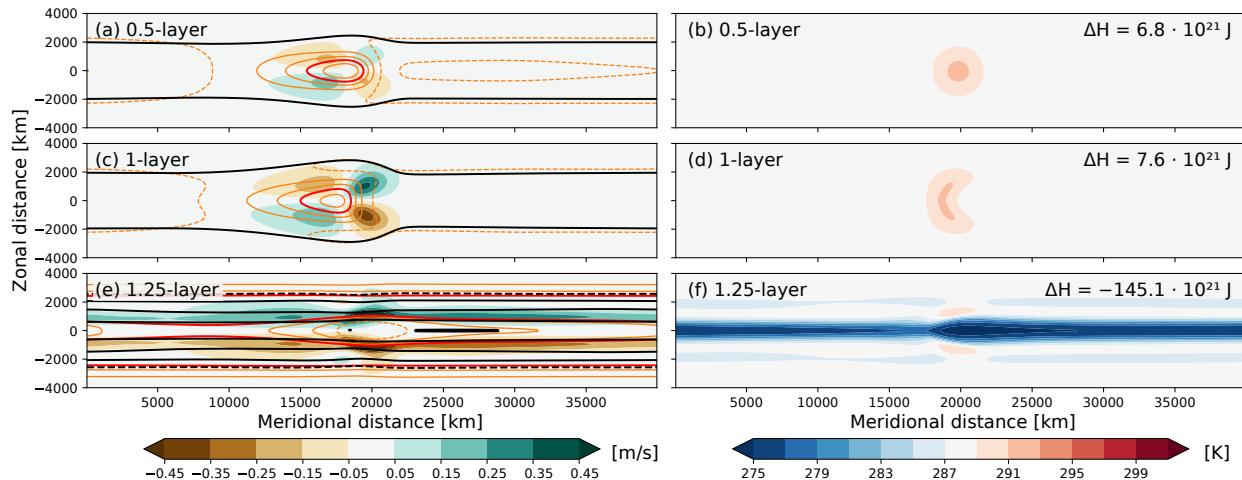 (a) 0.5-layer
(b) 0.5-layer
ΔH = 6.8 · 10²¹ J
4000
2000
0
−2000
−4000
(c) 1-layer
(d) 1-layer
ΔH = 7.6 · 10²¹ J
4000
2000
0
−2000
−4000
Zonal distance [km]
(e) 1.25-layer
(f) 1.25-layer
ΔH = −145.1 · 10²¹ J
4000
2000
0
−2000
−4000
5000 10000 15000 20000 25000 30000 35000
5000 10000 15000 20000 25000 30000 35000
Meridional distance [km]
Meridional distance [km]
[m/s]
[K]
−0.45 −0.35 −0.25 −0.15 −0.05 0.05 0.15 0.25 0.35 0.45
275 279 283 287 291 295 299